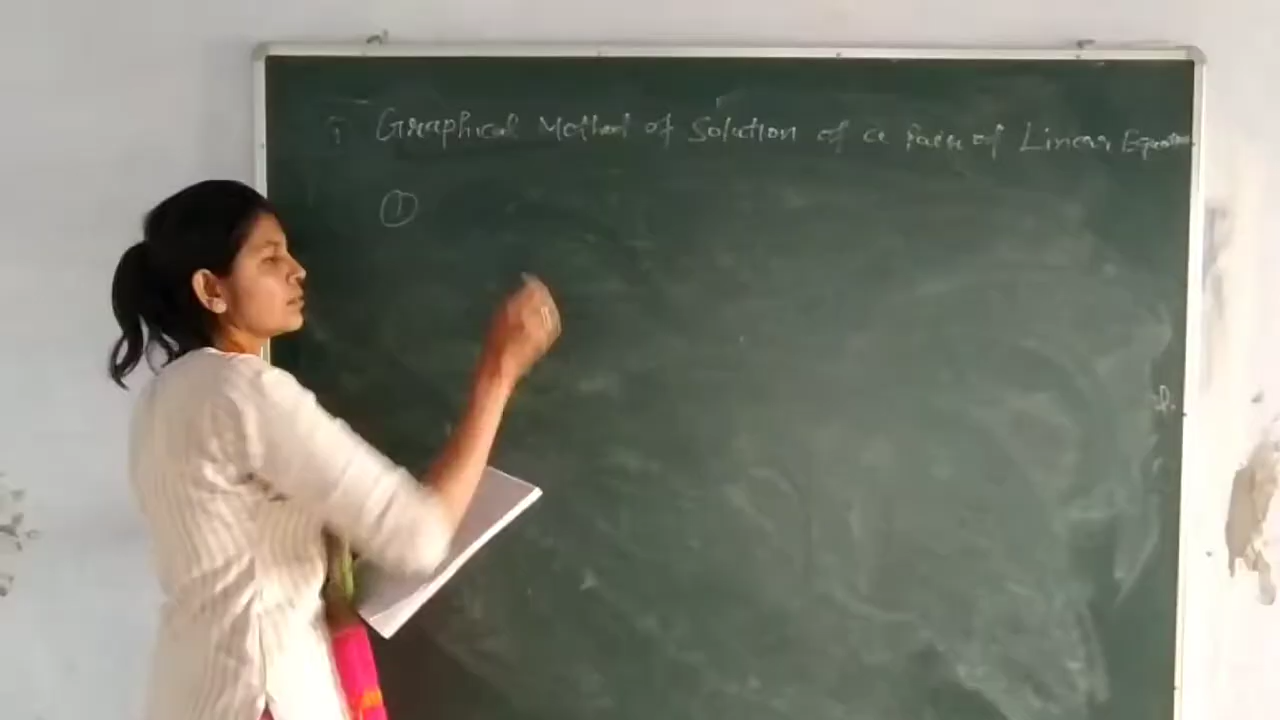 Graphical Method of Solution of a Pair of Linear Equation
①